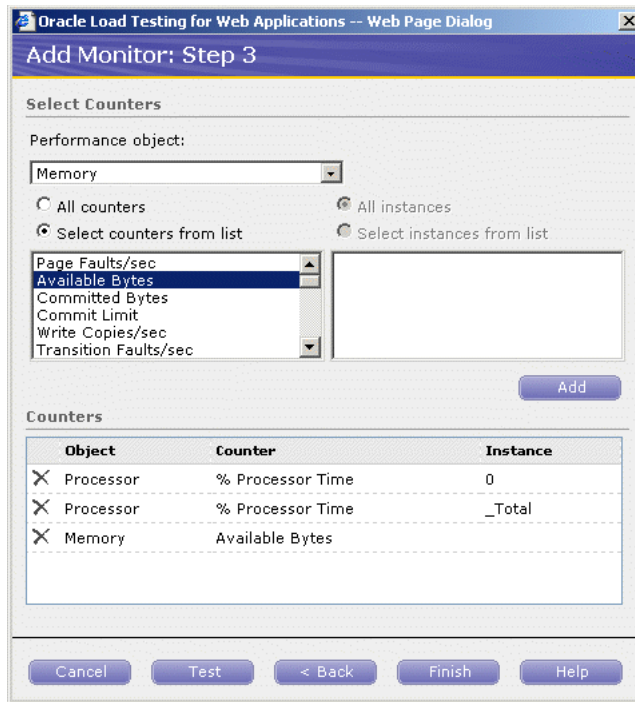 Oracle Load Testing for Web Applications -- Web Page Dialog
Add Monitor: Step 3
Select Counters
Performance object:
Memory
All counters
All instances
Select counters from list
Select instances from list
Page Faults/sec
Available Bytes
Committed Bytes
Commit Limit
Write Copies/sec
Transition Faults/sec
Add
Counters
Object Counter Instance
Processor % Processor Time 0
Processor % Processor Time _Total
Memory Available Bytes
Cancel Test < Back Finish Help